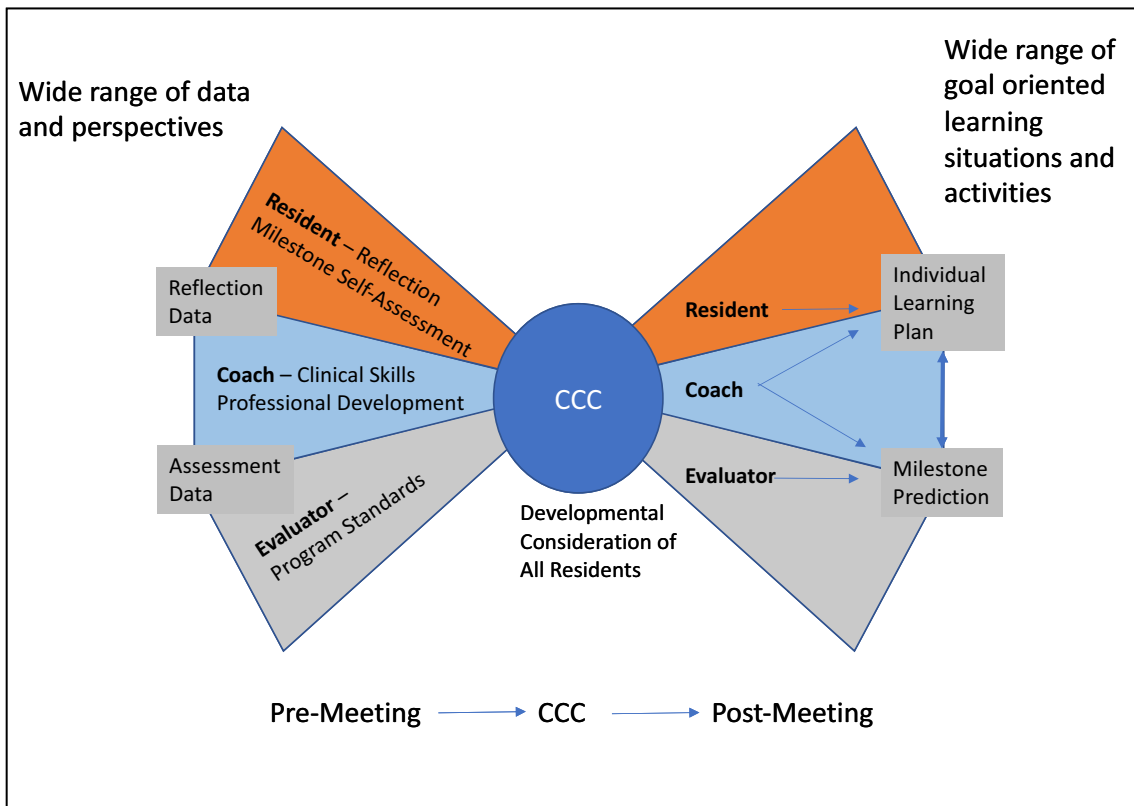 Wide range of data
and perspectives
Wide range of
goal oriented
learning
situations and
activities
Resident – Reflection
Milestone Self-Assessment
Reflection
Data
Coach – Clinical Skills
Professional Development
Assessment
Data
Evaluator –
Program Standards
CCC
Developmental
Consideration of
All Residents
Resident
Coach
Evaluator
Individual
Learning
Plan
Milestone
Prediction
Pre-Meeting CCC Post-Meeting